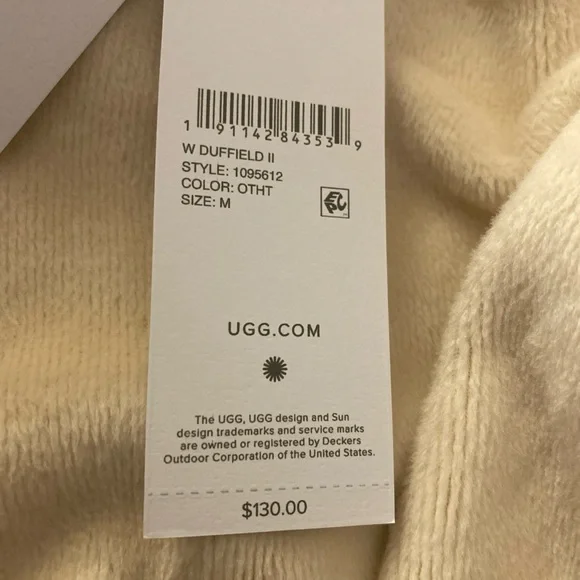 1 91142 84353 9
W DUFFIELD II
STYLE: 1095612
COLOR: OTHT
SIZE: M
UGG.COM
The UGG, UGG design and Sun
design trademarks and service marks
are owned or registered by Deckers
Outdoor Corporation of the United States.
$130.00